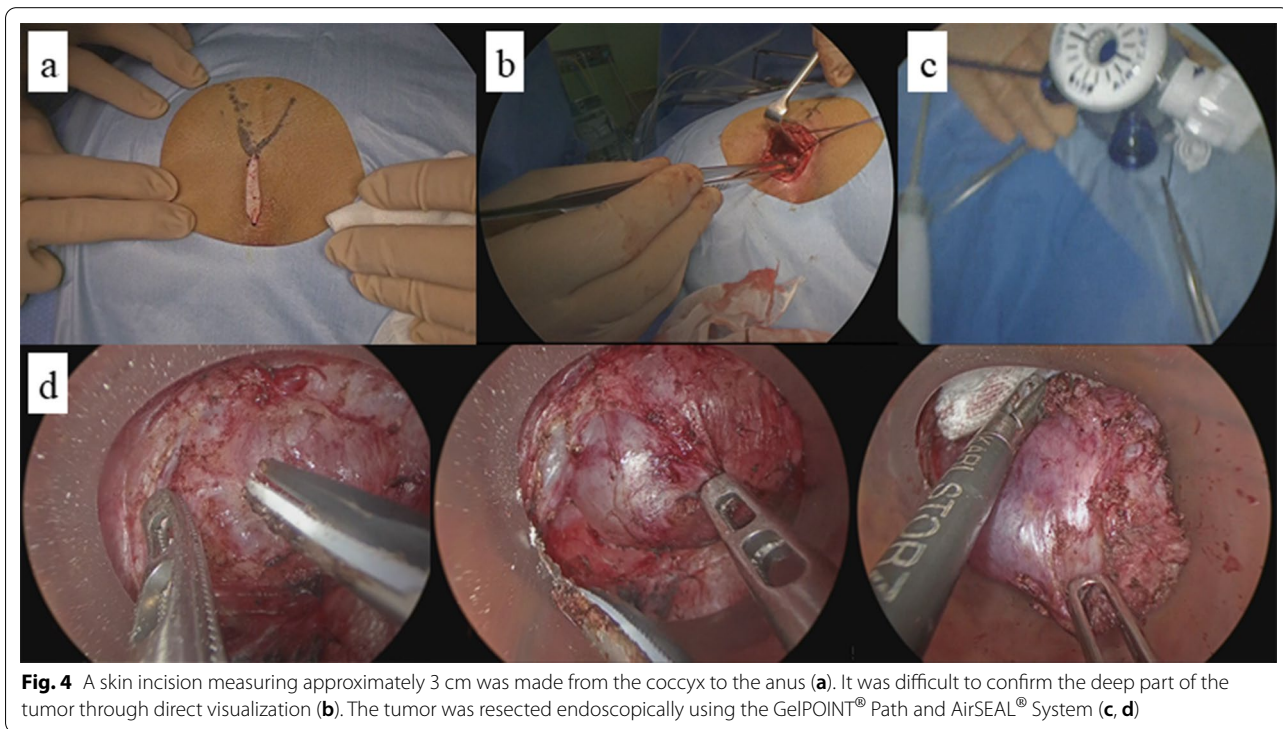 a
b
c
d
KARL STORZ
Fig. 4 A skin incision measuring approximately 3 cm was made from the coccyx to the anus (a). It was difficult to confirm the deep part of the
tumor through direct visualization (b). The tumor was resected endoscopically using the GelPOINT® Path and AirSEAL® System (c, d)